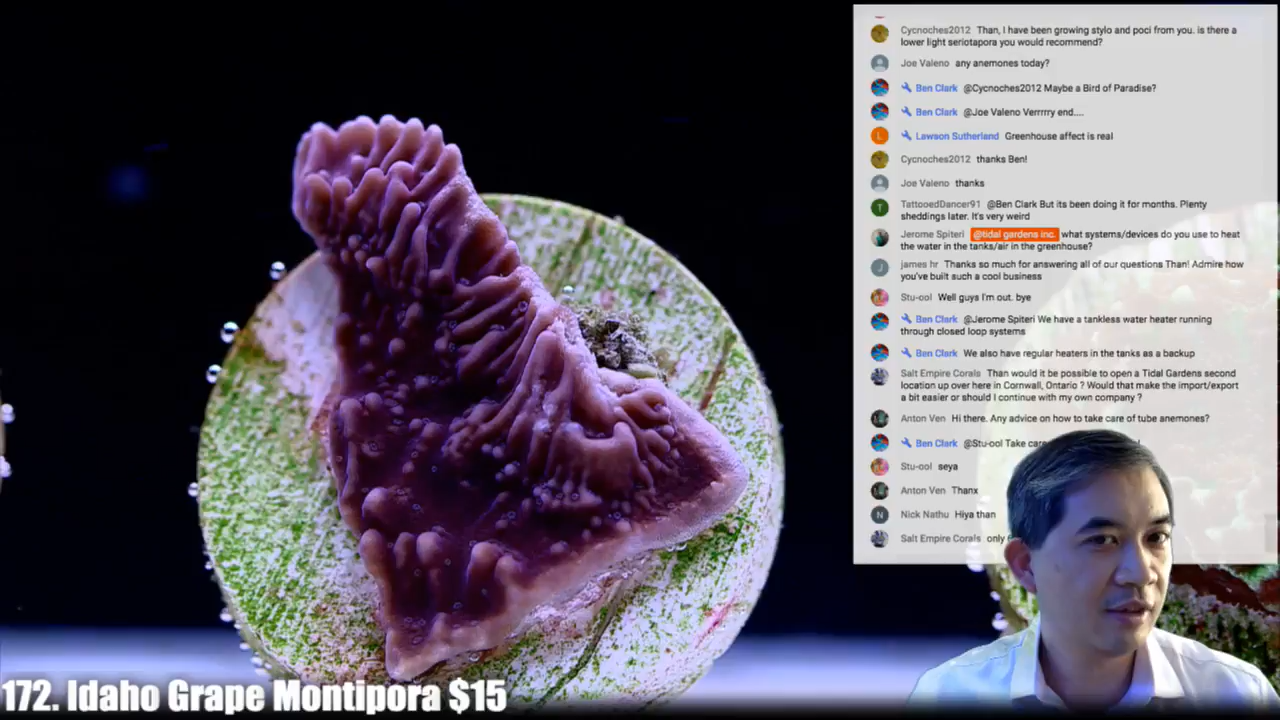 Cycnoches2012 Than, I have been growing stylo and poci from you. is there a
lower light seriotapora you would recommend?
Joe Valeno any anemones today?
Ben Clark @Cycnoches2012 Maybe a Bird of Paradise?
Ben Clark @Joe Valeno Verrrrry end....
L Lawson Sutherland Greenhouse affect is real
Cycnoches2012 thanks Ben!
Joe Valeno thanks
T TattooedDancer91 @Ben Clark But its been doing it for months. Plenty
sheddings later. It's very weird
Jerome Spiteri @tidal gardens inc. what systems/devices do you use to heat
the water in the tanks/air in the greenhouse?
J james hr Thanks so much for answering all of our questions Than! Admire how
you've built such a cool business
Stu-ool Well guys I'm out. bye
Ben Clark @Jerome Spiteri We have a tankless water heater running
through closed loop systems
Ben Clark We also have regular heaters in the tanks as a backup
Salt Empire Corals Than would it be possible to open a Tidal Gardens second
location up over here in Cornwall, Ontario ? Would that make the import/export
a bit easier or should I continue with my own company ?
Anton Ven Hi there. Any advice on how to take care of tube anemones?
Ben Clark @Stu-ool Take care
Stu-ool seya
Anton Ven Thanx
N Nick Nathu Hiya than
Salt Empire Corals only
172. Idaho Grape Montipora $15